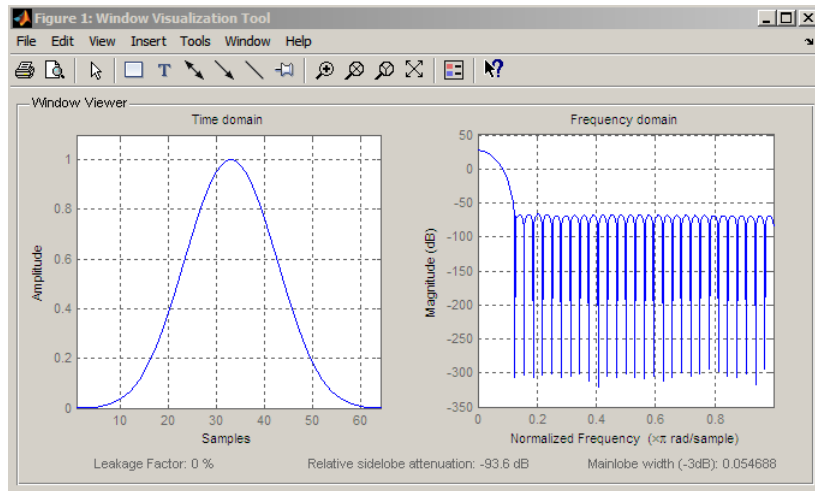 Figure 1: Window Visualization Tool
File Edit View Insert Tools Window Help
T
?
Window Viewer
Time domain
1
0.8
0.6
0.4
0.2
0
10 20 30 40 50 60
Amplitude
Samples
Frequency domain
50
0
-50
-100
-150
-200
-250
-300
-350
0 0.2 0.4 0.6 0.8
Magnitude (dB)
Normalized Frequency (×π rad/sample)
Leakage Factor: 0 % Relative sidelobe attenuation: -93.6 dB Mainlobe width (-3dB): 0.054688